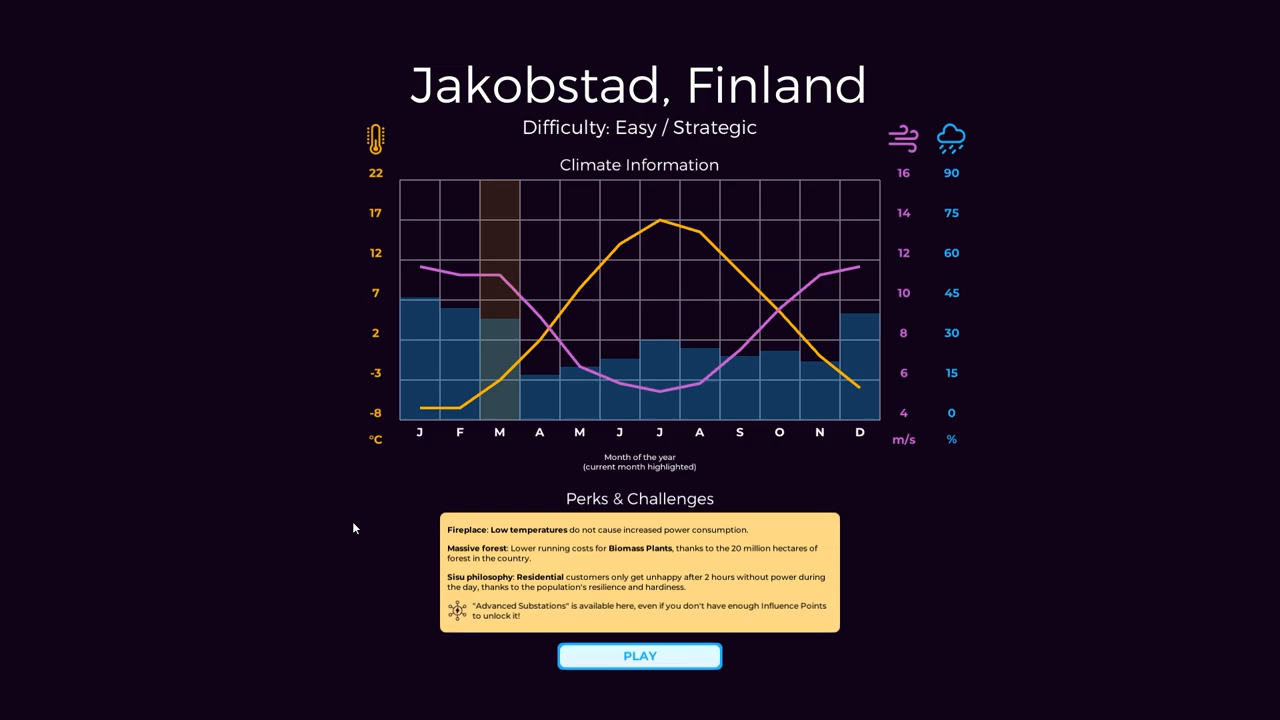 Jakobstad, Finland
Difficulty: Easy / Strategic
Climate Information
22 16 90
17 14 75
12 12 60
7 10 45
2 8 30
-3 6 15
-8 4 0
°C J F M A M J J A S O N D m/s %
Month of the year
(current month highlighted)
Perks & Challenges
Fireplace: Low temperatures do not cause increased power consumption.
Massive forest: Lower running costs for Biomass Plants, thanks to the 20 million hectares of
forest in the country.
Sisu philosophy: Residential customers only get unhappy after 2 hours without power during
the day, thanks to the population's resilience and hardiness.
"Advanced Substations" is available here, even if you don't have enough Influence Points
to unlock it!
PLAY